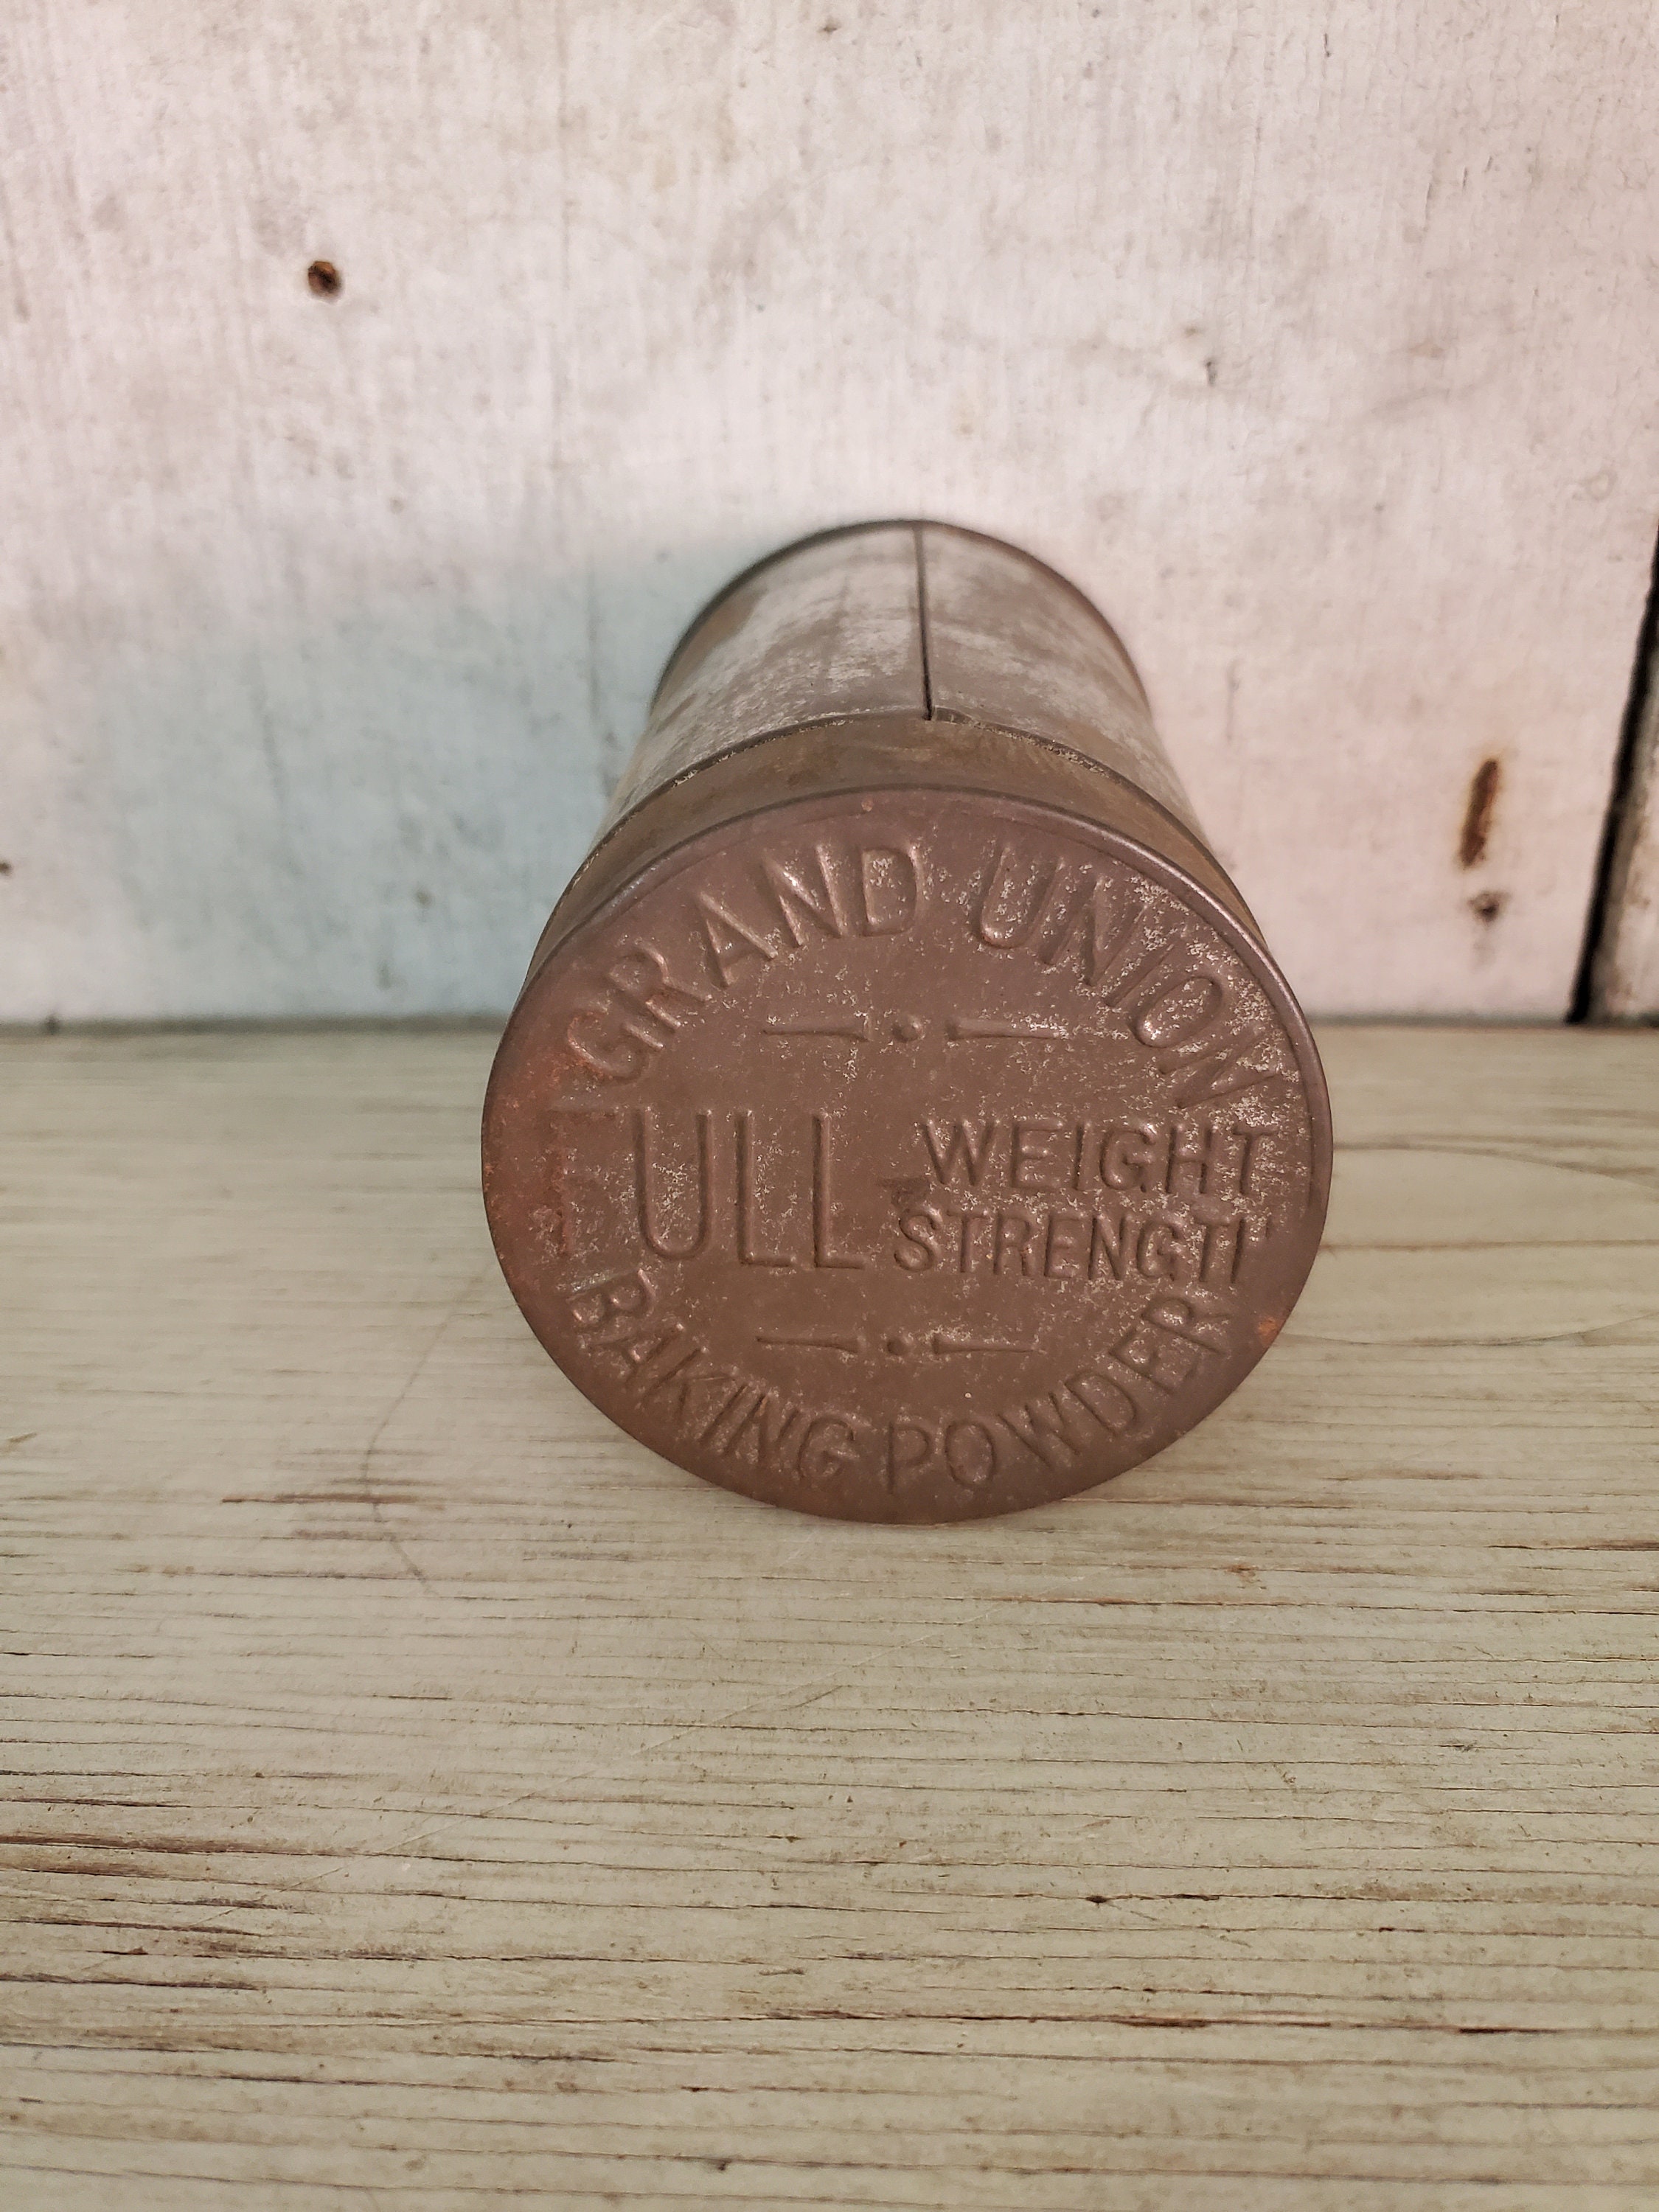 GRAND UNION
FULL WEIGHT
STRENGTH
BAKING POWDER